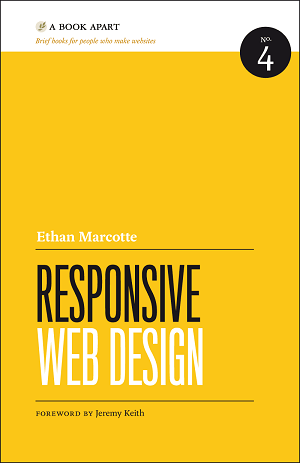 A BOOK APART
Brief books for people who make websites
No.
4
Ethan Marcotte
RESPONSIVE
WEB DESIGN
FOREWORD BY Jeremy Keith